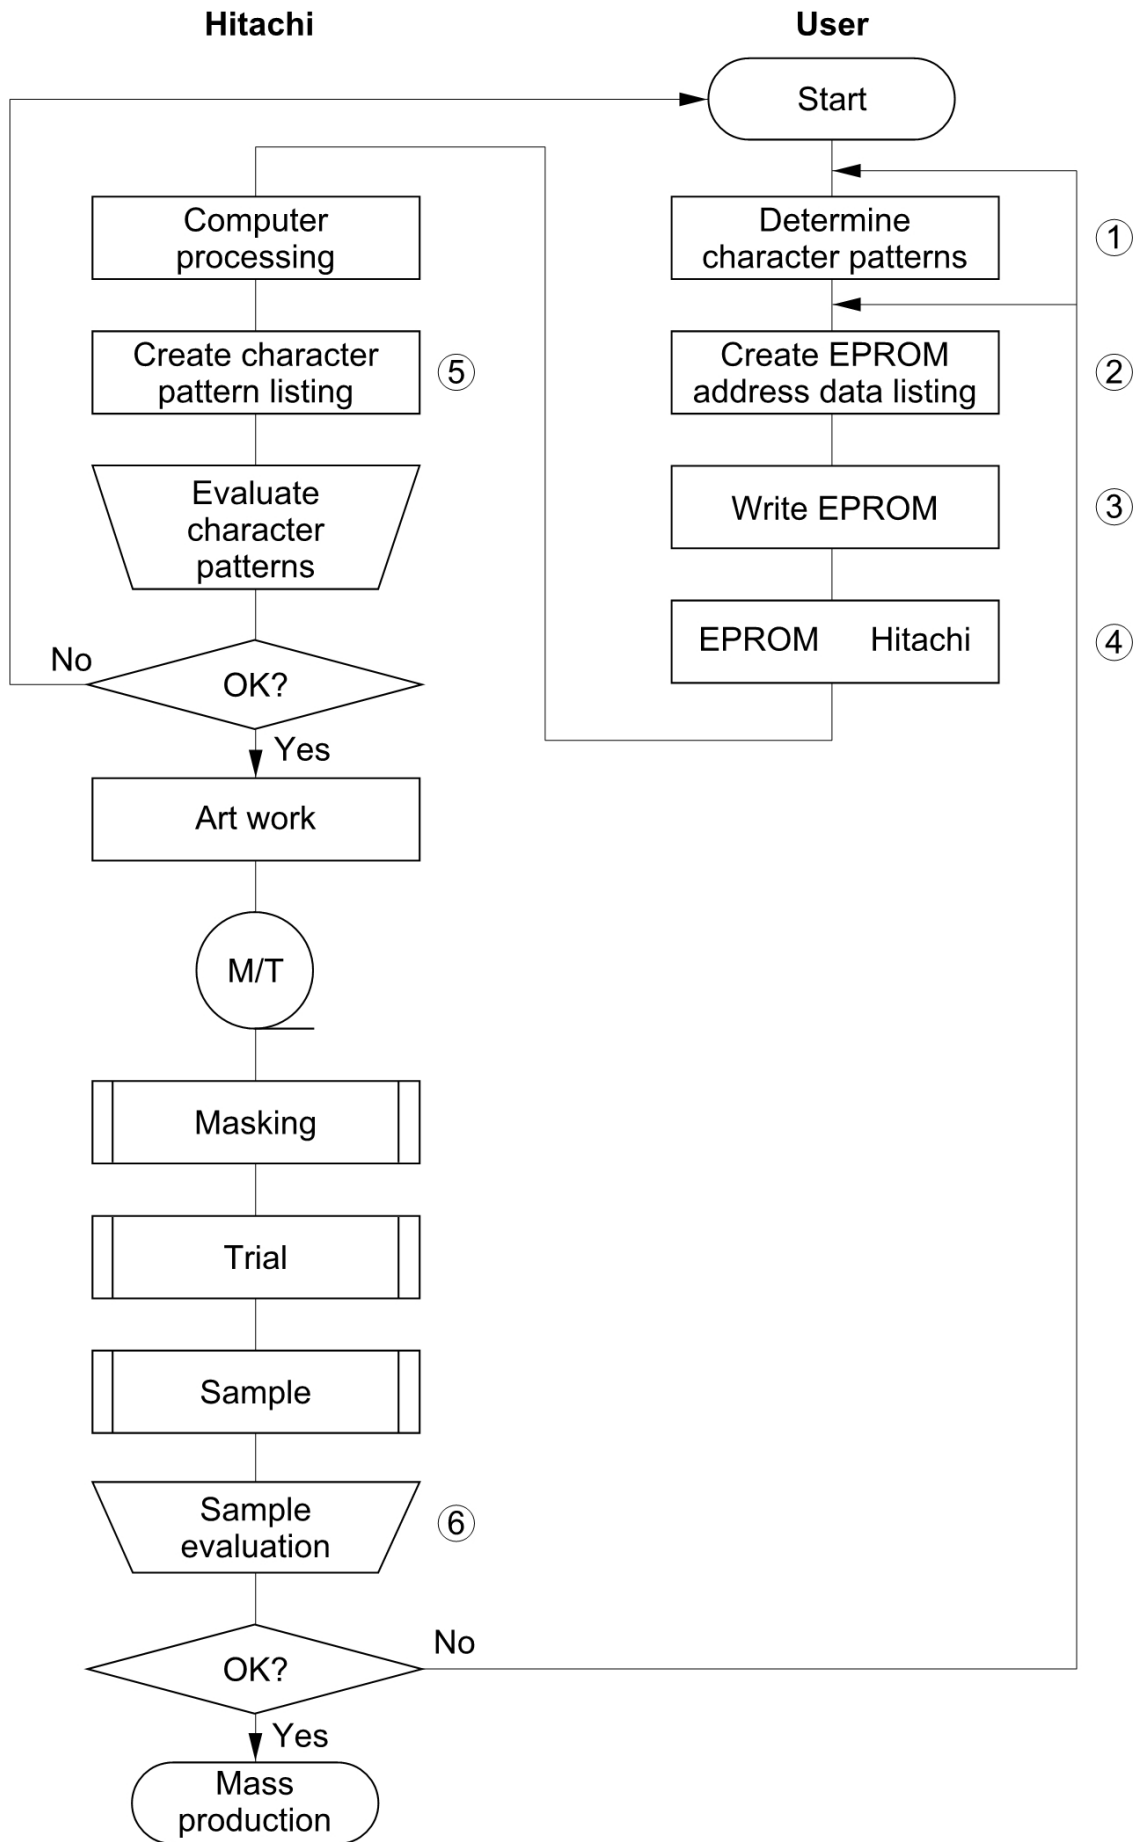 Hitachi
User
Start
Computer
processing
Determine
character patterns
①
Create character
pattern listing
⑤
Create EPROM
address data listing
②
Evaluate
character
patterns
Write EPROM
③
EPROM Hitachi
④
No
OK?
Yes
Art work
M/T
Masking
Trial
Sample
Sample
evaluation
⑥
No
OK?
Yes
Mass
production